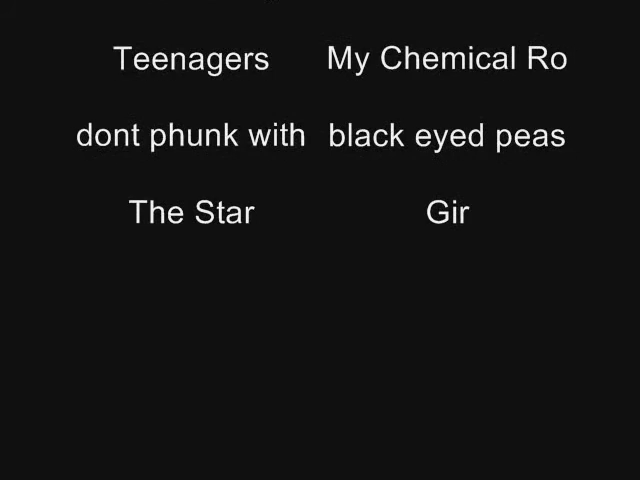 Teenagers My Chemical Ro
dont phunk with black eyed peas
The Star Gir